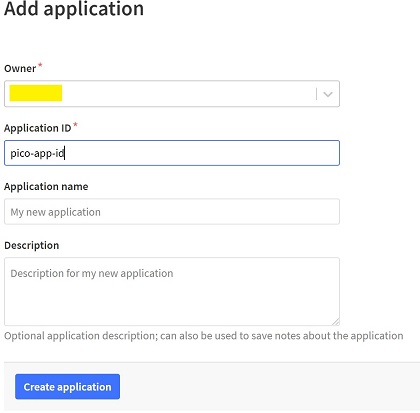 Add application
Owner *
Application ID *
pico-app-id
Application name
My new application
Description
Description for my new application
Optional application description; can also be used to save notes about the application
Create application